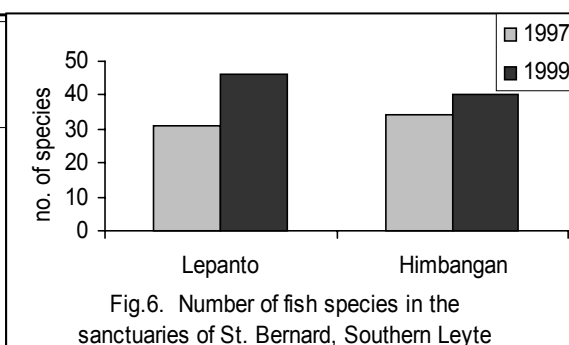 1997
1999
no. of species
50
40
30
20
10
0
Lepanto Himbangan
Fig.6. Number of fish species in the
sanctuaries of St. Bernard, Southern Leyte